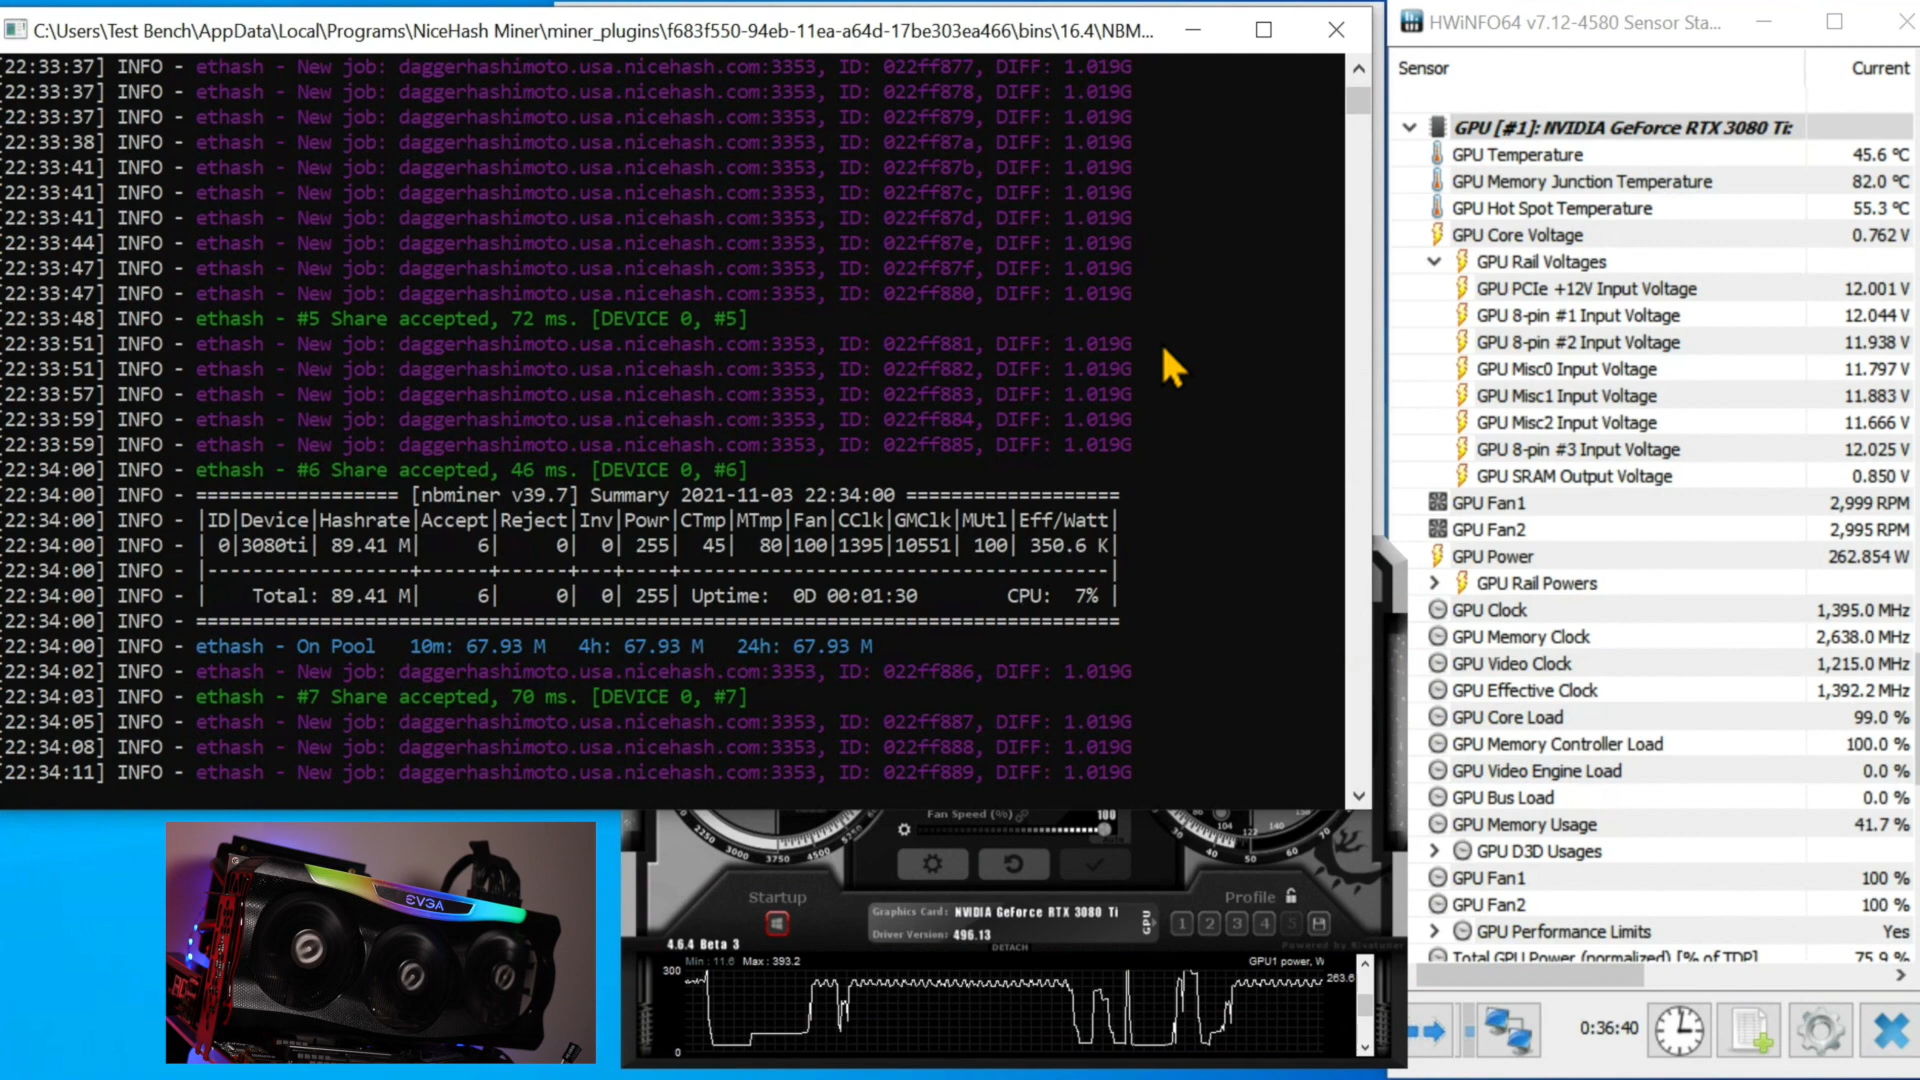 C:\Users\Test Bench\AppData\Local\Programs\NiceHash Miner\miner_plugins\f683f550-94eb-11ea-a64d-17be303ea466\bins\16.4\NBM...
[22:33:37] INFO - ethash - New job: daggerhashimoto.usa.nicehash.com:3353, ID: 022ff877, DIFF: 1.019G
[22:33:37] INFO - ethash - New job: daggerhashimoto.usa.nicehash.com:3353, ID: 022ff878, DIFF: 1.019G
[22:33:37] INFO - ethash - New job: daggerhashimoto.usa.nicehash.com:3353, ID: 022ff879, DIFF: 1.019G
[22:33:38] INFO - ethash - New job: daggerhashimoto.usa.nicehash.com:3353, ID: 022ff87a, DIFF: 1.019G
[22:33:41] INFO - ethash - New job: daggerhashimoto.usa.nicehash.com:3353, ID: 022ff87b, DIFF: 1.019G
[22:33:41] INFO - ethash - New job: daggerhashimoto.usa.nicehash.com:3353, ID: 022ff87c, DIFF: 1.019G
[22:33:41] INFO - ethash - New job: daggerhashimoto.usa.nicehash.com:3353, ID: 022ff87d, DIFF: 1.019G
[22:33:44] INFO - ethash - New job: daggerhashimoto.usa.nicehash.com:3353, ID: 022ff87e, DIFF: 1.019G
[22:33:47] INFO - ethash - New job: daggerhashimoto.usa.nicehash.com:3353, ID: 022ff87f, DIFF: 1.019G
[22:33:47] INFO - ethash - New job: daggerhashimoto.usa.nicehash.com:3353, ID: 022ff880, DIFF: 1.019G
[22:33:48] INFO - ethash - #5 Share accepted, 72 ms. [DEVICE 0, #5]
[22:33:51] INFO - ethash - New job: daggerhashimoto.usa.nicehash.com:3353, ID: 022ff881, DIFF: 1.019G
[22:33:51] INFO - ethash - New job: daggerhashimoto.usa.nicehash.com:3353, ID: 022ff882, DIFF: 1.019G
[22:33:57] INFO - ethash - New job: daggerhashimoto.usa.nicehash.com:3353, ID: 022ff883, DIFF: 1.019G
[22:33:59] INFO - ethash - New job: daggerhashimoto.usa.nicehash.com:3353, ID: 022ff884, DIFF: 1.019G
[22:33:59] INFO - ethash - New job: daggerhashimoto.usa.nicehash.com:3353, ID: 022ff885, DIFF: 1.019G
[22:34:00] INFO - ethash - #6 Share accepted, 46 ms. [DEVICE 0, #6]
[22:34:00] INFO - ================== [nbminer v39.7] Summary 2021-11-03 22:34:00 ===================
[22:34:00] INFO - |ID|Device|Hashrate|Accept|Reject|Inv|Powr|CTmp|MTmp|Fan|CClk|GMClk|MUtl|Eff/Watt|
[22:34:00] INFO - | 0|3080ti| 89.41 M|     6|     0|  0| 255|  45|  80|100|1395|10551| 100| 350.6 K|
[22:34:00] INFO - |-------------------+------+------+---+----+---------------------------------------|
[22:34:00] INFO - |    Total: 89.41 M|     6|     0|  0| 255| Uptime:  0D 00:01:30        CPU:  7% |
[22:34:00] INFO - ==================================================================================
[22:34:00] INFO - ethash - On Pool   10m: 67.93 M   4h: 67.93 M   24h: 67.93 M
[22:34:02] INFO - ethash - New job: daggerhashimoto.usa.nicehash.com:3353, ID: 022ff886, DIFF: 1.019G
[22:34:03] INFO - ethash - #7 Share accepted, 70 ms. [DEVICE 0, #7]
[22:34:05] INFO - ethash - New job: daggerhashimoto.usa.nicehash.com:3353, ID: 022ff887, DIFF: 1.019G
[22:34:08] INFO - ethash - New job: daggerhashimoto.usa.nicehash.com:3353, ID: 022ff888, DIFF: 1.019G
[22:34:11] INFO - ethash - New job: daggerhashimoto.usa.nicehash.com:3353, ID: 022ff889, DIFF: 1.019G
EVGA
Fan Speed (%) 100
2250 3000 3750 4500 5250
104 122 140
40 50 60 70
Startup
Profile
Graphics Card: NVIDIA GeForce RTX 3080 Ti
Driver Version: 496.13
GPU
1 2 3 4 5
4.6.4 Beta 3
DETACH
Powered by Rivatuner
Min : 11.6 Max : 393.2
GPU1 power, W
300
263.6
0
HWiNFO64 v7.12-4580 Sensor Sta...
Sensor Current
GPU [#1]: NVIDIA GeForce RTX 3080 Ti:
GPU Temperature 45.6 °C
GPU Memory Junction Temperature 82.0 °C
GPU Hot Spot Temperature 55.3 °C
GPU Core Voltage 0.762 V
GPU Rail Voltages
GPU PCIe +12V Input Voltage 12.001 V
GPU 8-pin #1 Input Voltage 12.044 V
GPU 8-pin #2 Input Voltage 11.938 V
GPU Misc0 Input Voltage 11.797 V
GPU Misc1 Input Voltage 11.883 V
GPU Misc2 Input Voltage 11.666 V
GPU 8-pin #3 Input Voltage 12.025 V
GPU SRAM Output Voltage 0.850 V
GPU Fan1 2,999 RPM
GPU Fan2 2,995 RPM
GPU Power 262.854 W
GPU Rail Powers
GPU Clock 1,395.0 MHz
GPU Memory Clock 2,638.0 MHz
GPU Video Clock 1,215.0 MHz
GPU Effective Clock 1,392.2 MHz
GPU Core Load 99.0 %
GPU Memory Controller Load 100.0 %
GPU Video Engine Load 0.0 %
GPU Bus Load 0.0 %
GPU Memory Usage 41.7 %
GPU D3D Usages
GPU Fan1 100 %
GPU Fan2 100 %
GPU Performance Limits Yes
Total GPU Power (normalized) [% of TDP] 75.9 %
0:36:40